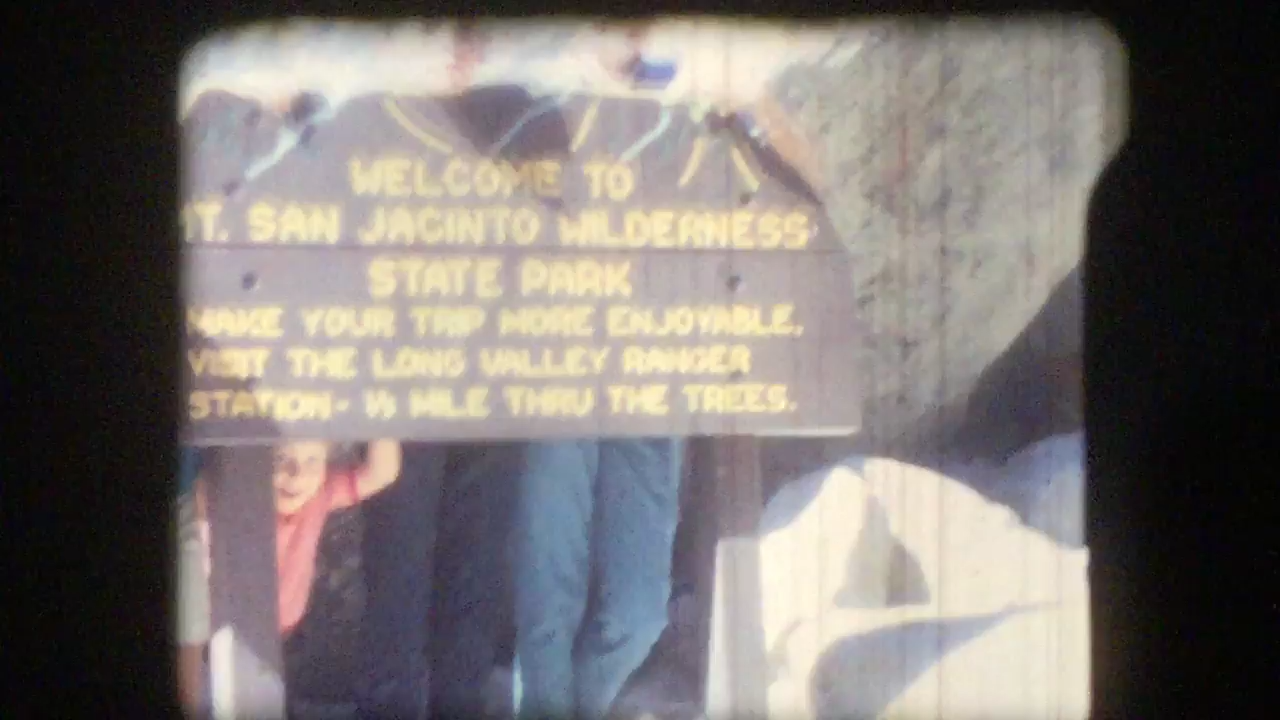 WELCOME TO
MT. SAN JACINTO WILDERNESS
STATE PARK
MAKE YOUR TRIP MORE ENJOYABLE,
VISIT THE LONG VALLEY RANGER
STATION- ⅓ MILE THRU THE TREES.